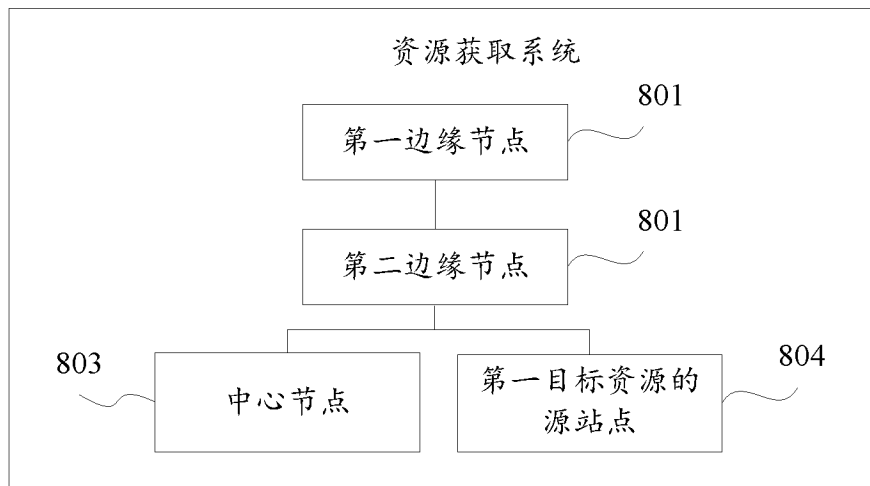 资源获取系统
801
第一边缘节点
801
第二边缘节点
803
中心节点
第一目标资源的
源站点
804